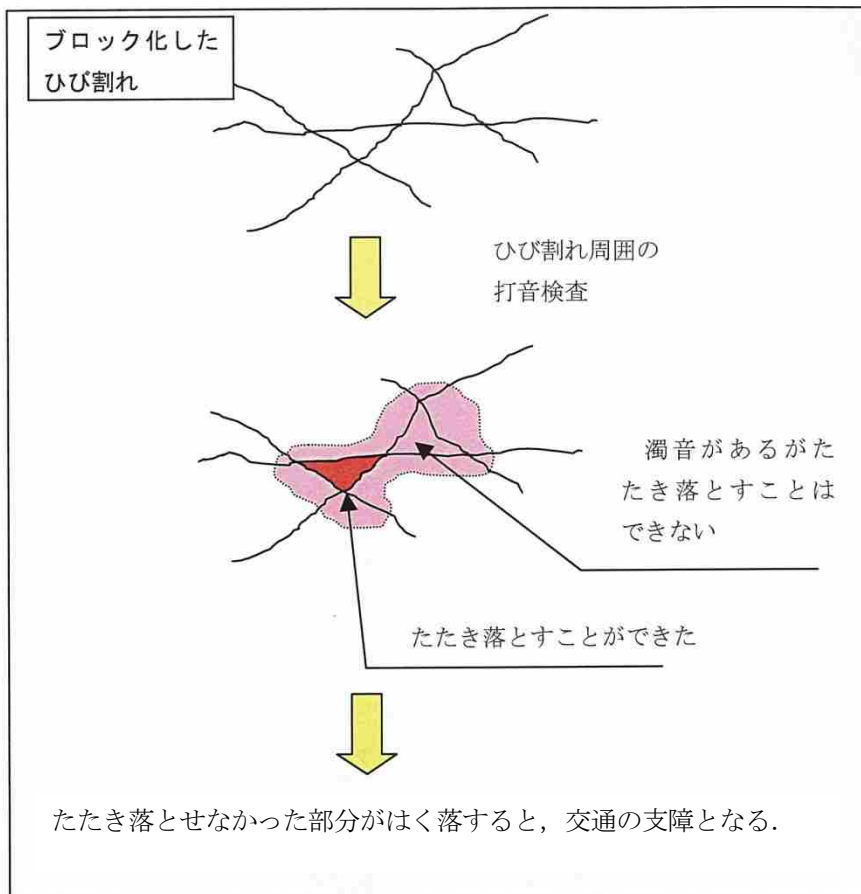 ブロック化した
ひび割れ
ひび割れ周囲の
打音検査
濁音があるがた
たき落とすことは
できない
たたき落とすことができた
たたき落とせなかった部分がはく落すると，交通の支障となる．